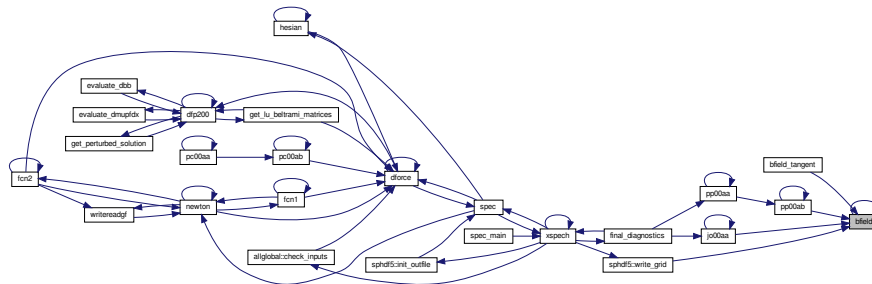 hesian
evaluate_dbb
evaluate_dmupfdx
dfp200
get_lu_beltrami_matrices
get_perturbed_solution
pc00aa
pc00ab
bfield_tangent
fcn2
dforce
pp00aa
fcn1
writereadgf
newton
spec
pp00ab
bfield
spec_main
xspech
final_diagnostics
jo00aa
allglobal::check_inputs
sphdf5::init_outfile
sphdf5::write_grid